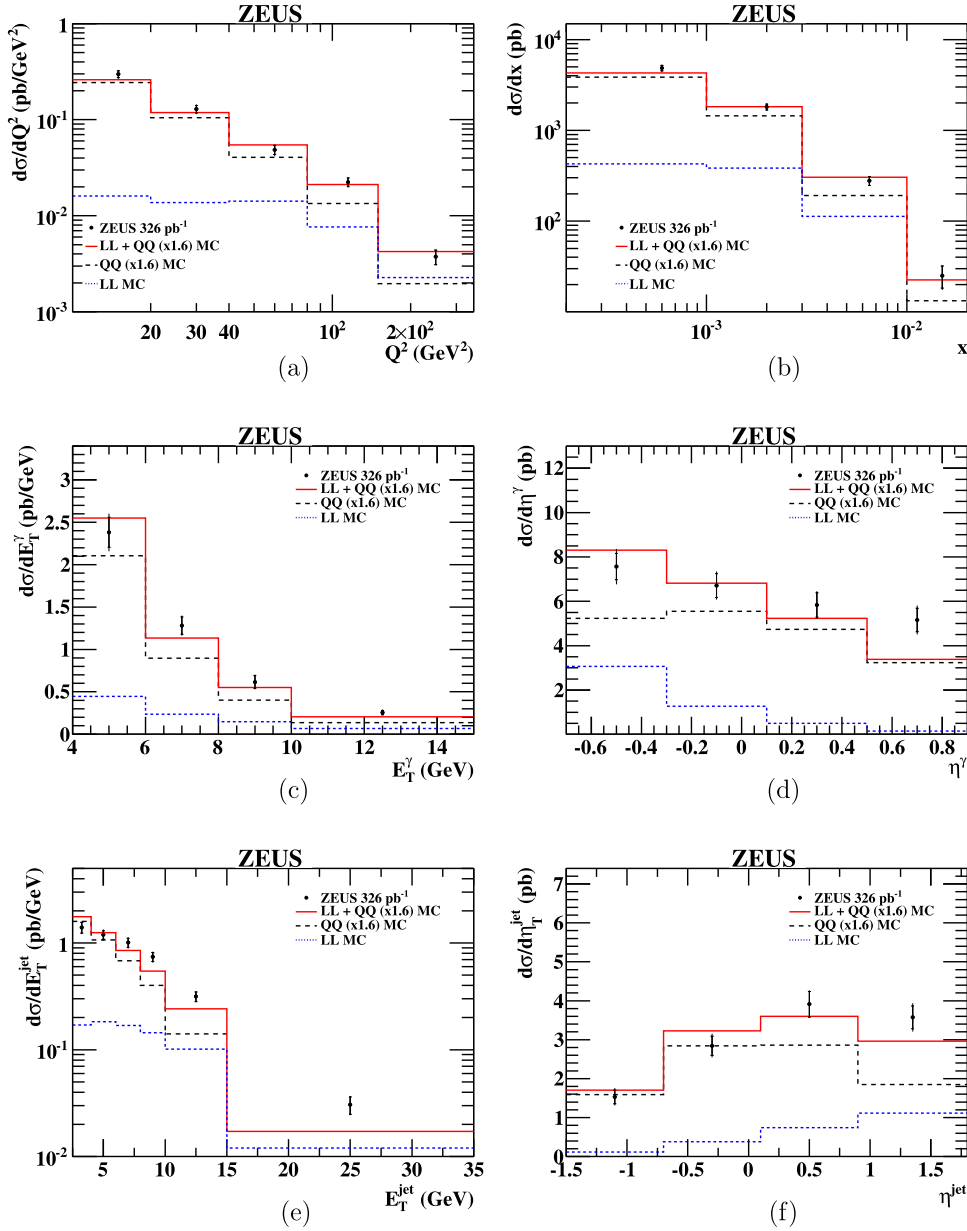 ZEUS
dσ/dQ² (pb/GeV²)
1
10⁻¹
10⁻²
10⁻³
ZEUS 326 pb⁻¹
LL + QQ (x1.6) MC
QQ (x1.6) MC
LL MC
20 30 40 10² 2×10²
Q² (GeV²)
(a)
ZEUS
dσ/dx (pb)
10⁴
10³
10²
ZEUS 326 pb⁻¹
LL + QQ (x1.6) MC
QQ (x1.6) MC
LL MC
10⁻³ 10⁻²
x
(b)
ZEUS
dσ/dE_T^γ (pb/GeV)
3
2.5
2
1.5
1
0.5
0
ZEUS 326 pb⁻¹
LL + QQ (x1.6) MC
QQ (x1.6) MC
LL MC
4 6 8 10 12 14
E_T^γ (GeV)
(c)
ZEUS
dσ/dη^γ (pb)
12
10
8
6
4
2
ZEUS 326 pb⁻¹
LL + QQ (x1.6) MC
QQ (x1.6) MC
LL MC
-0.6 -0.4 -0.2 0 0.2 0.4 0.6 0.8
η^γ
(d)
ZEUS
dσ/dE_T^jet (pb/GeV)
1
10⁻¹
10⁻²
ZEUS 326 pb⁻¹
LL + QQ (x1.6) MC
QQ (x1.6) MC
LL MC
5 10 15 20 25 30 35
E_T^jet (GeV)
(e)
ZEUS
dσ/dη_T^jet (pb)
7
6
5
4
3
2
1
0
ZEUS 326 pb⁻¹
LL + QQ (x1.6) MC
QQ (x1.6) MC
LL MC
-1.5 -1 -0.5 0 0.5 1 1.5
η^jet
(f)